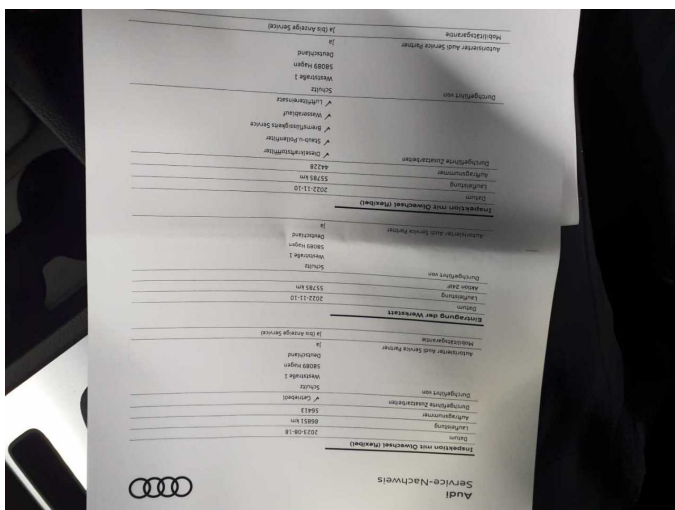 Audi
Service-Nachweis
Inspektion mit Ölwechsel (flexibel)
Datum 2023-08-18
Laufleistung 86851 km
Auftragsnummer 56413
Durchgeführte Zusatzarbeiten ✓ Getriebeöl
Durchgeführt von Schultz
Weststraße 1
58089 Hagen
Deutschland
Autorisierter Audi Service Partner Ja
Mobilitätsgarantie Ja (bis Anzeige Service)
Eintragung der Werkstatt
Datum 2022-11-10
Laufleistung 55785 km
Aktion 24JF
Durchgeführt von Schultz
Weststraße 1
58089 Hagen
Deutschland
Autorisierter Audi Service Partner Ja
Inspektion mit Ölwechsel (flexibel)
Datum 2022-11-10
Laufleistung 55785 km
Auftragsnummer 44228
Durchgeführte Zusatzarbeiten ✓ Dieselkraftstofffilter
✓ Staub-u.Pollenfilter
✓ Bremsflüssigkeits Service
✓ Wasserablauf
✓ Luftfiltereinsatz
Durchgeführt von Schultz
Weststraße 1
58089 Hagen
Deutschland
Autorisierter Audi Service Partner Ja
Mobilitätsgarantie Ja (bis Anzeige Service)